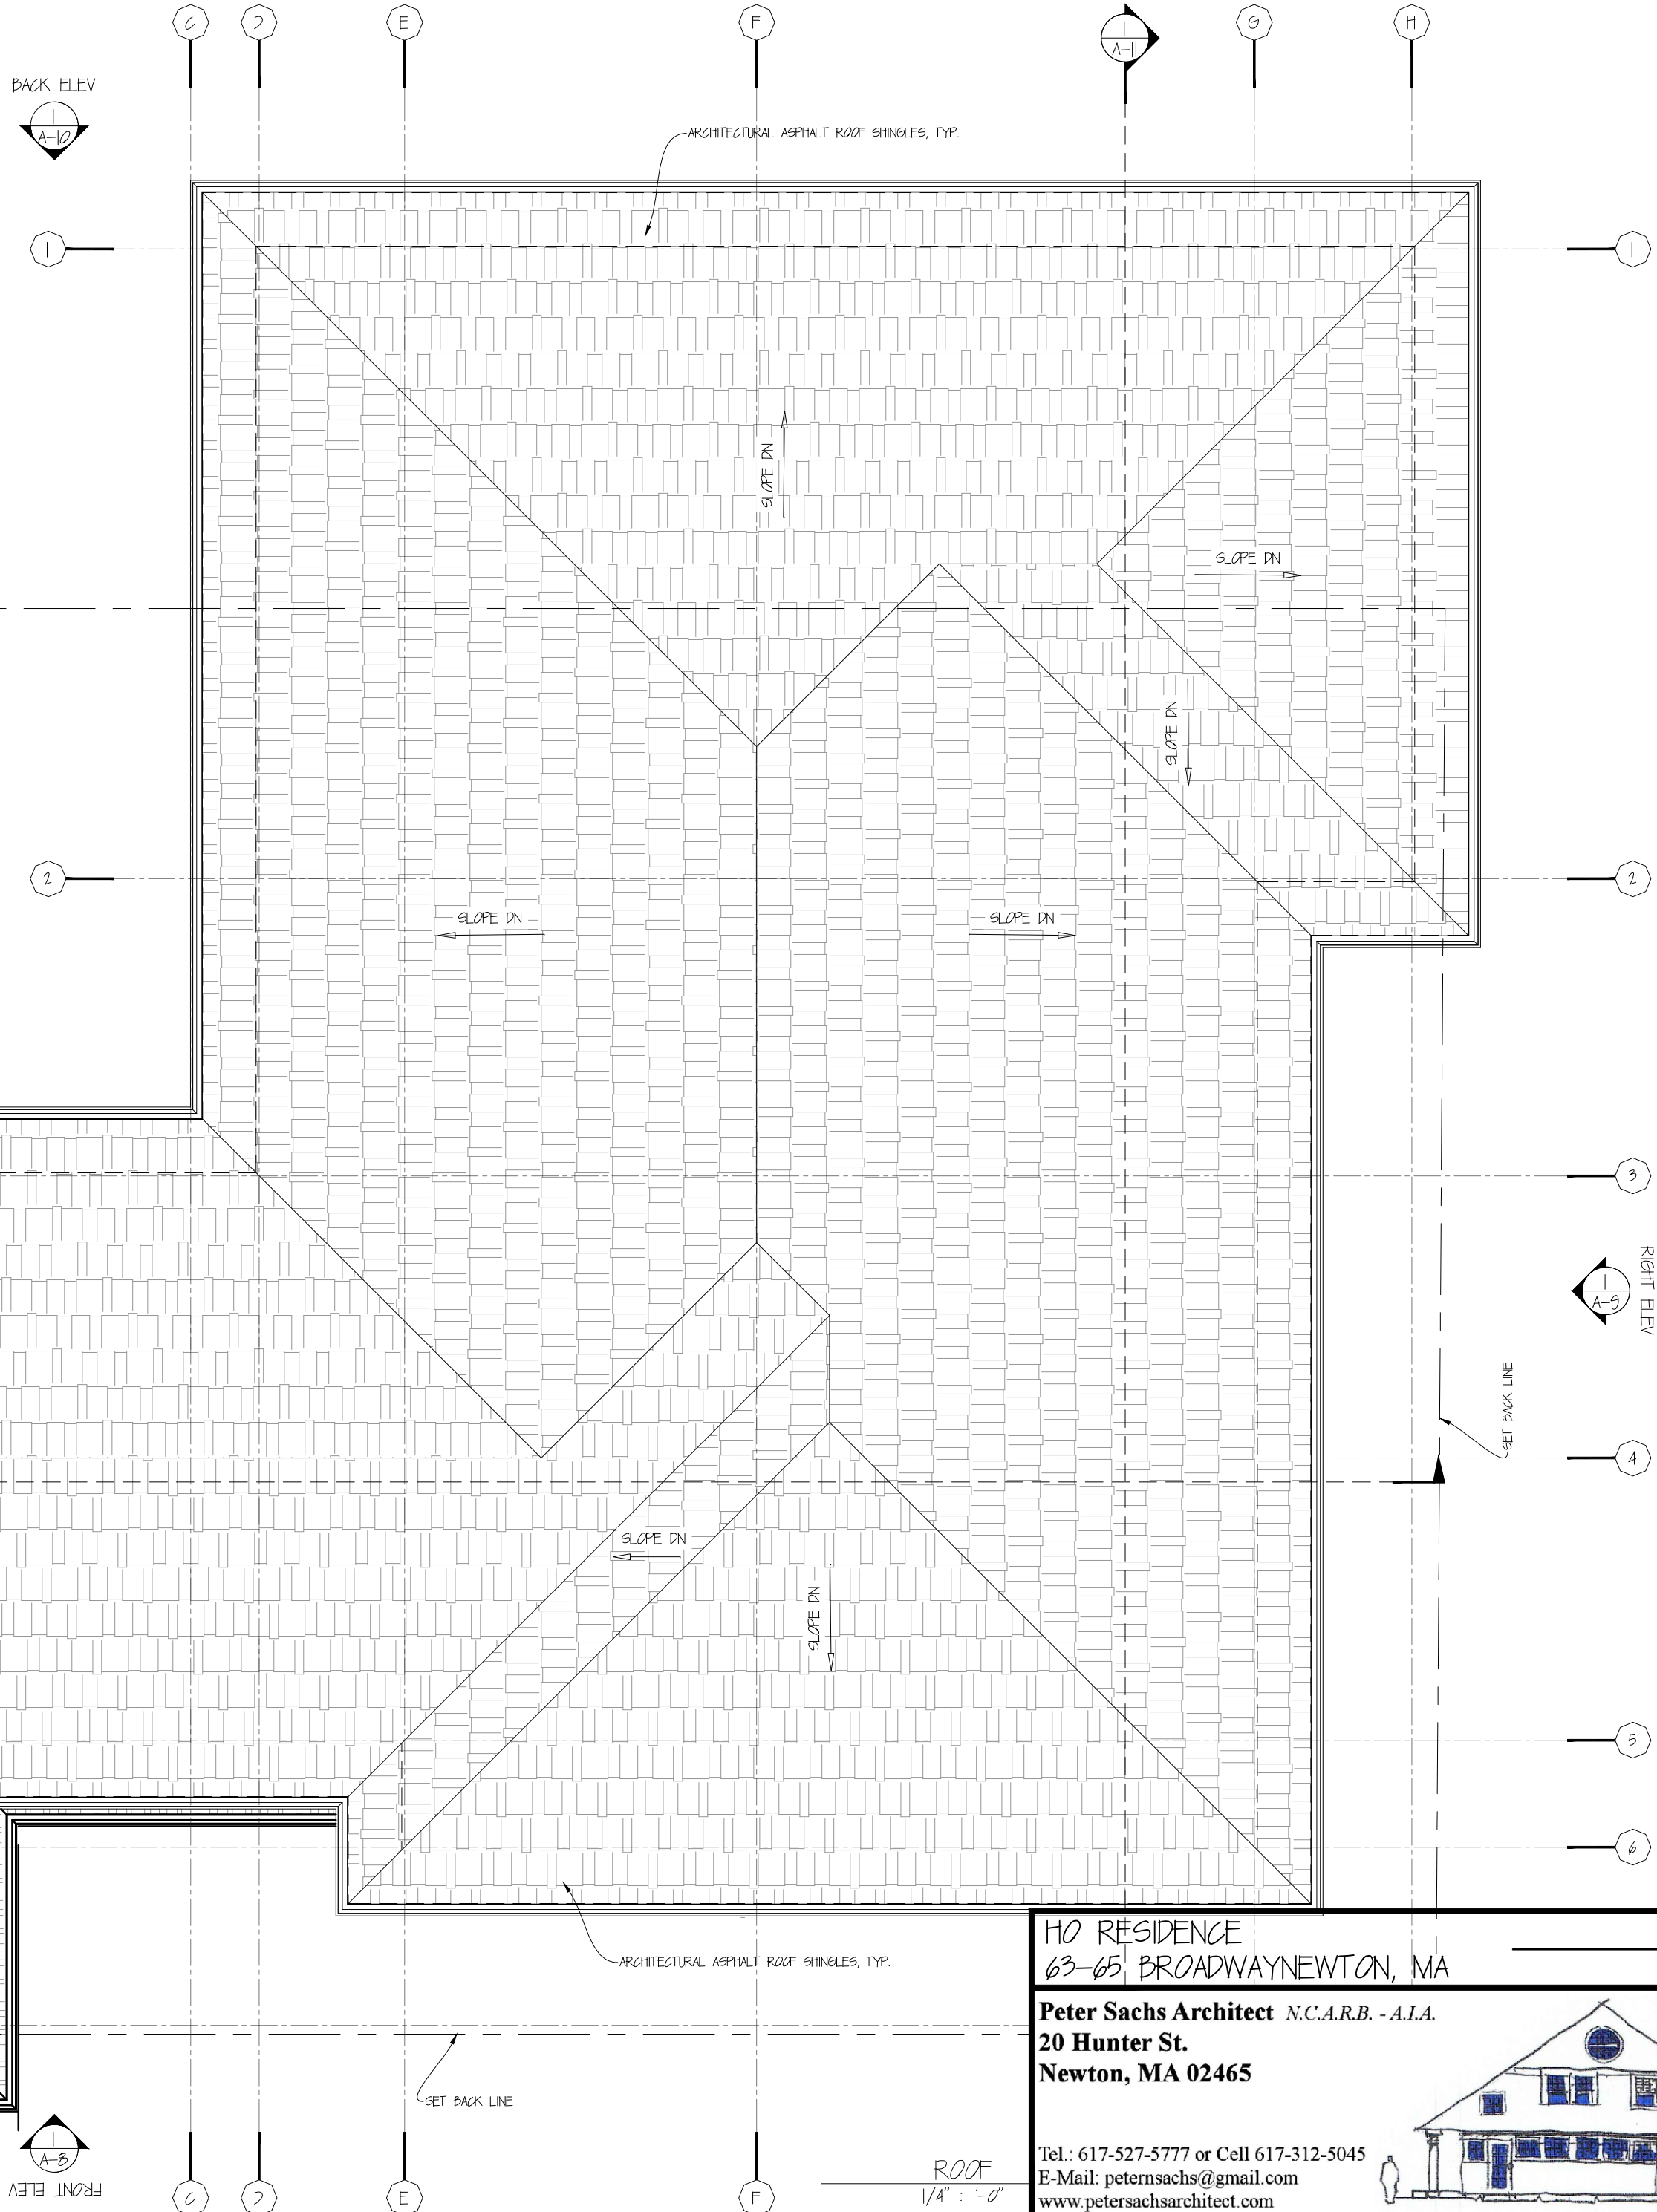 C
D
E
F
1
A-11
G
H
BACK ELEV
1
A-10
ARCHITECTURAL ASPHALT ROOF SHINGLES, TYP.
1
1
SLOPE DN
SLOPE DN
SLOPE DN
2
2
SLOPE DN
SLOPE DN
3
RIGHT ELEV
1
A-9
SET BACK LINE
4
SLOPE DN
SLOPE DN
5
6
ARCHITECTURAL ASPHALT ROOF SHINGLES, TYP.
SET BACK LINE
1
A-8
FRONT ELEV
C
D
E
F
ROOF
1/4" : 1'-0"
HO RESIDENCE
63-65 BROADWAYNEWTON, MA
Peter Sachs Architect N.C.A.R.B. - A.I.A.
20 Hunter St.
Newton, MA 02465
Tel.: 617-527-5777 or Cell 617-312-5045
E-Mail: peternsachs@gmail.com
www.petersachsarchitect.com